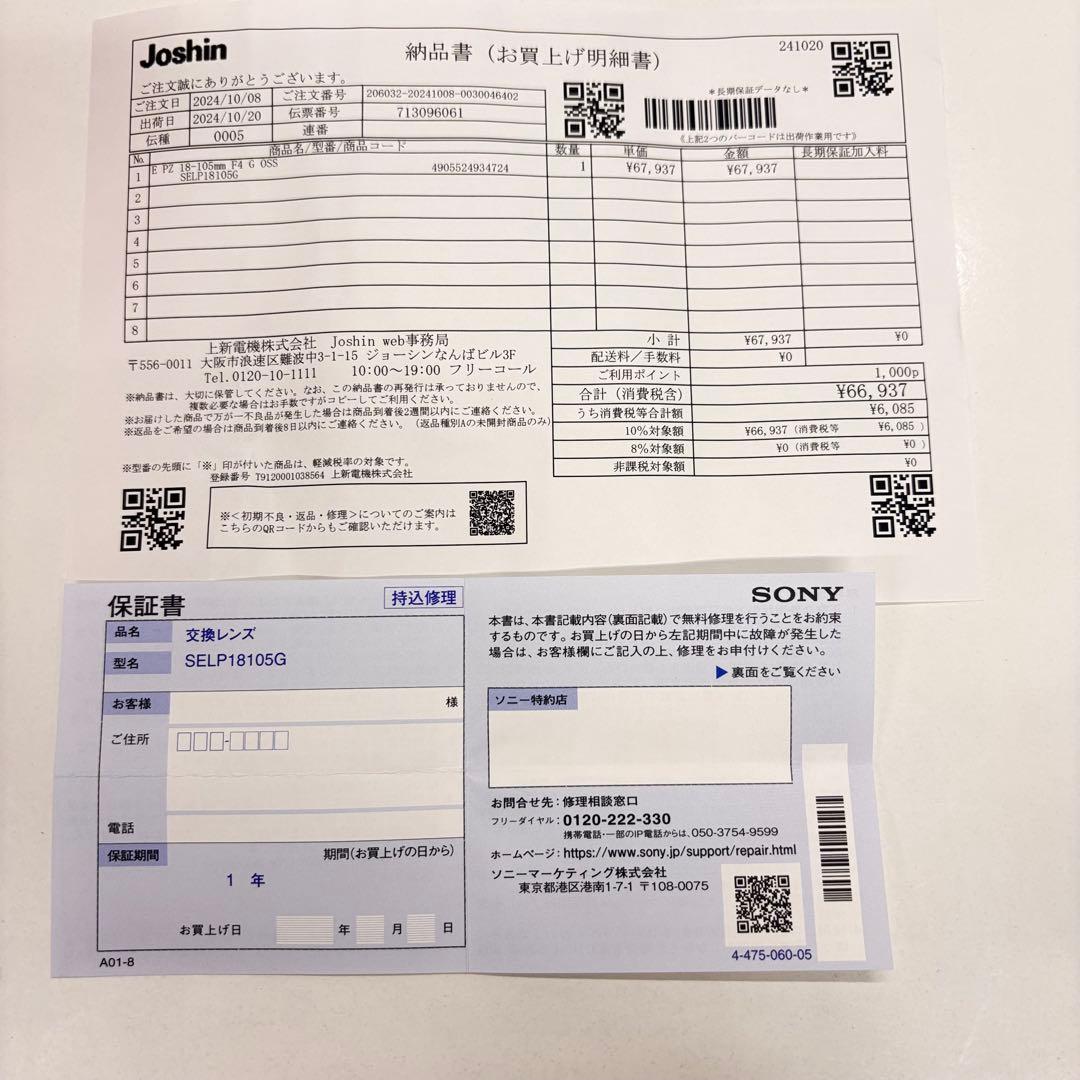 Joshin
納品書 (お買上げ明細書)
241020
ご注文誠にありがとうございます。
ご注文日 2024/10/08 ご注文番号 206032-20241008-0030046402
出荷日 2024/10/20 伝票番号 713096061
伝種 0005 連番
*長期保証データなし*
《上記2つのバーコードは出荷作業用です》
No. 商品名/型番/商品コード 数量 単価 金額 長期保証加入料
1 E PZ 18-105mm F4 G OSS 4905524934724 1 ¥67,937 ¥67,937
SELP18105G
2
3
4
5
6
7
8
小計 ¥67,937 ¥0
配送料/手数料 ¥0
ご利用ポイント 1,000p
合計(消費税含) ¥66,937
うち消費税等合計額 ¥6,085
10%対象額 ¥66,937 (消費税等 ¥6,085 )
8%対象額 ¥0 (消費税等 ¥0 )
非課税対象額 ¥0
上新電機株式会社 Joshin web事務局
〒556-0011 大阪市浪速区難波中3-1-15 ジョーシンなんばビル3F
Tel.0120-10-1111 10:00~19:00 フリーコール
※納品書は、大切に保管してください。なお、この納品書の再発行は承っておりませんので、
複数必要な場合はお手数ですがコピーしてご利用ください。
※お届けした商品で万が一不良品が発生した場合は商品到着後2週間以内にご連絡ください。
※返品をご希望の場合は商品到着後8日以内にご連絡ください。(返品種別Aの未開封商品のみ)
※型番の先頭に「※」印が付いた商品は、軽減税率の対象です。
登録番号 T9120001038564 上新電機株式会社
※<初期不良・返品・修理>についてのご案内は
こちらのQRコードからもご確認いただけます。
保証書 持込修理
品名 交換レンズ
型名 SELP18105G
お客様 様
ご住所
電話
保証期間 期間(お買上げの日から)
1 年
お買上げ日 年 月 日
A01-8
SONY
本書は、本書記載内容(裏面記載)で無料修理を行うことをお約束
するものです。お買上げの日から左記期間中に故障が発生した
場合は、お客様欄にご記入の上、修理をお申付けください。
▶裏面をご覧ください
ソニー特約店
お問合せ先:修理相談窓口
フリーダイヤル:0120-222-330
携帯電話・一部のIP電話からは、050-3754-9599
ホームページ:https://www.sony.jp/support/repair.html
ソニーマーケティング株式会社
東京都港区港南1-7-1 〒108-0075
4-475-060-05